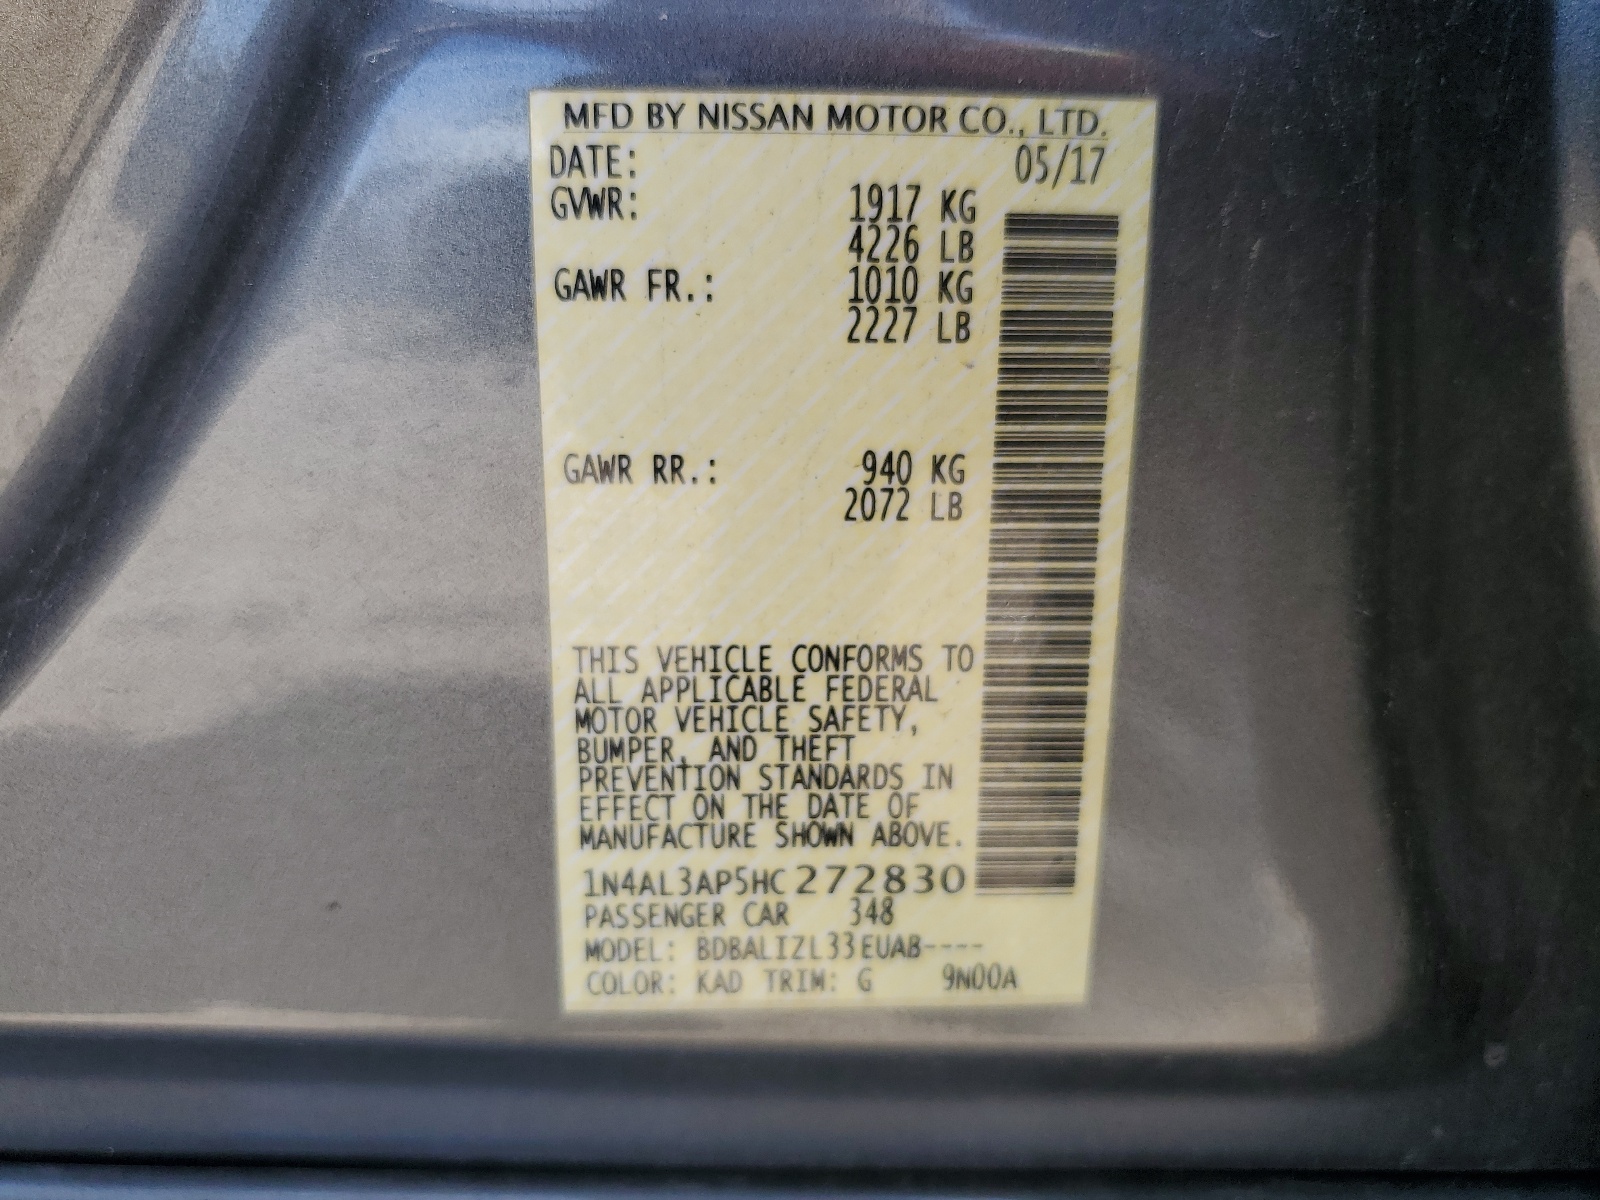 MFD BY NISSAN MOTOR CO., LTD.
DATE: 05/17
GVWR: 1917 KG
4226 LB
GAWR FR.: 1010 KG
2227 LB
GAWR RR.: 940 KG
2072 LB
THIS VEHICLE CONFORMS TO
ALL APPLICABLE FEDERAL
MOTOR VEHICLE SAFETY,
BUMPER, AND THEFT
PREVENTION STANDARDS IN
EFFECT ON THE DATE OF
MANUFACTURE SHOWN ABOVE.
1N4AL3AP5HC272830
PASSENGER CAR 348
MODEL: BDBALIZL33EUAB----
COLOR: KAD TRIM: G 9N00A